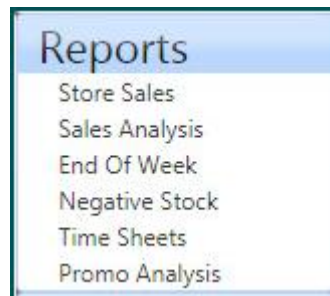 Reports
Store Sales
Sales Analysis
End Of Week
Negative Stock
Time Sheets
Promo Analysis